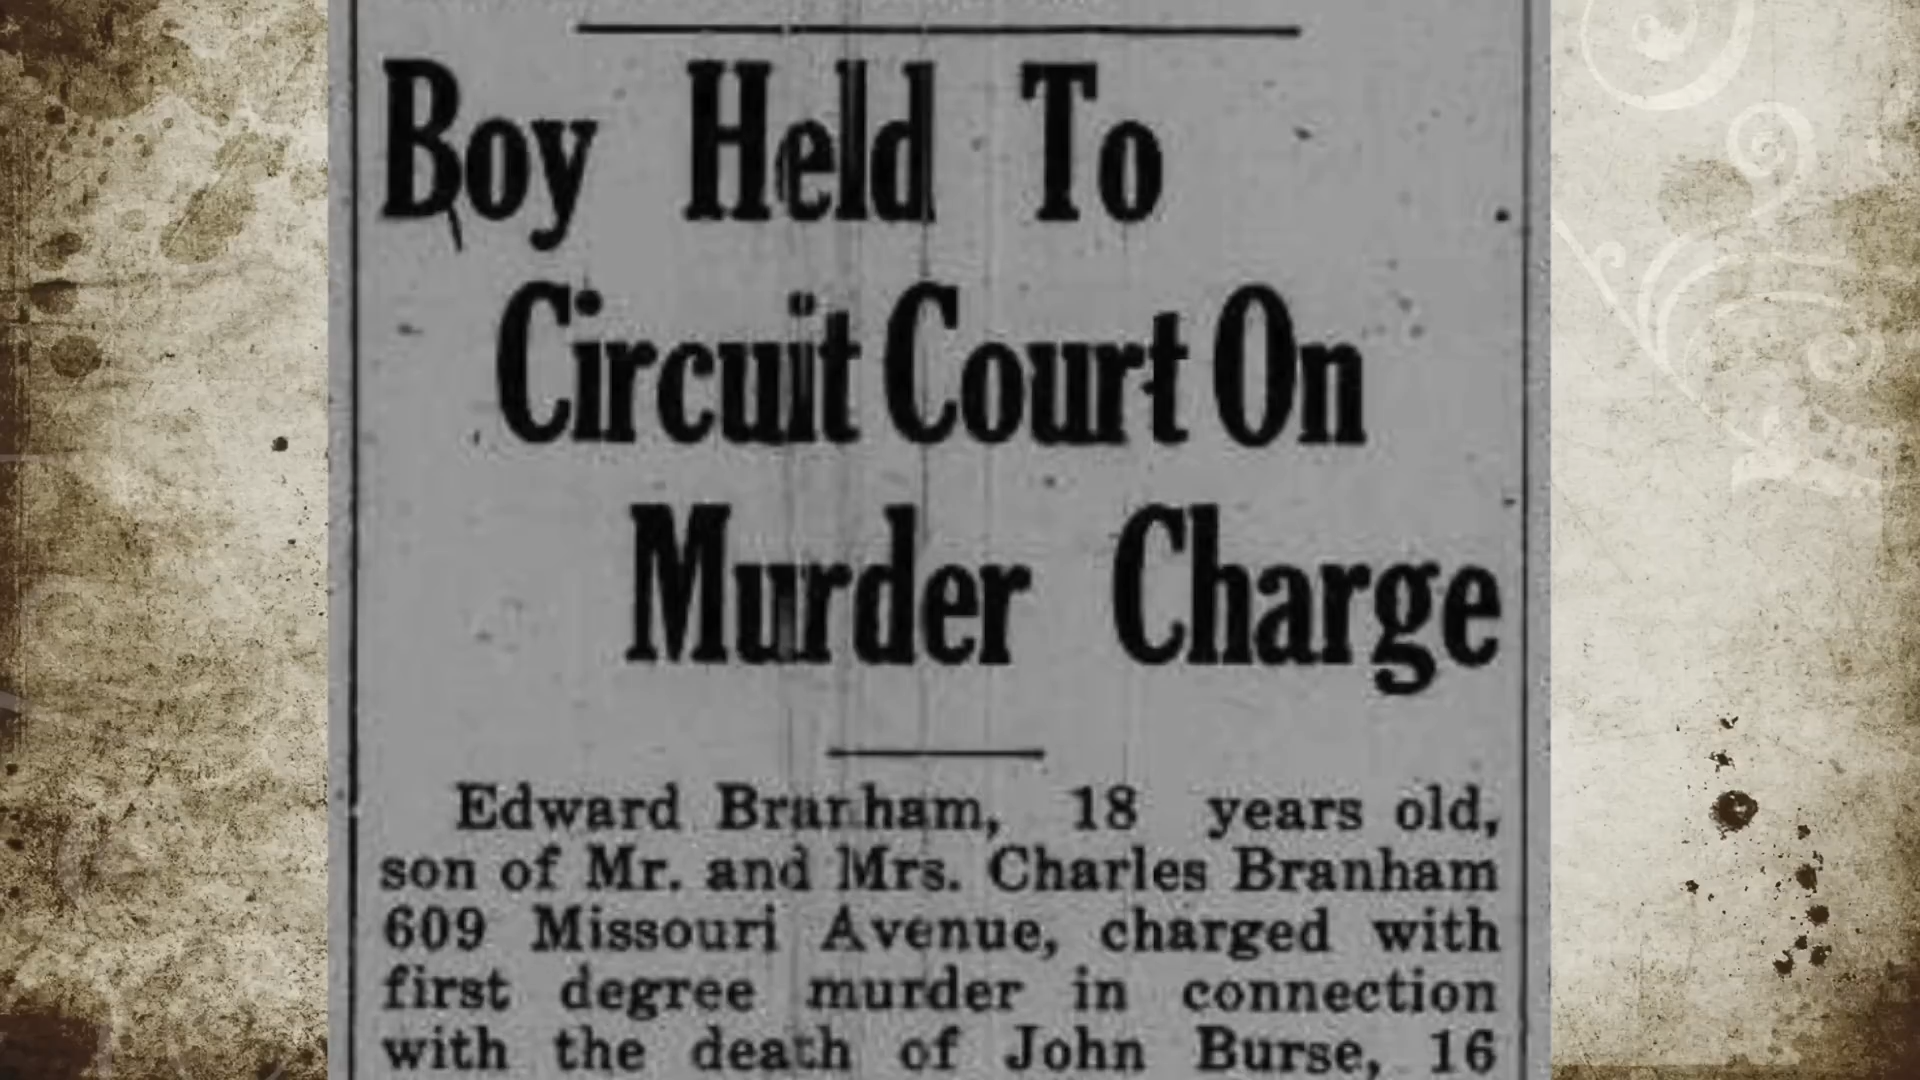 Boy Held To
Circuit Court On
Murder Charge
Edward Branham, 18 years old,
son of Mr. and Mrs. Charles Branham
609 Missouri Avenue, charged with
first degree murder in connection
with the death of John Burse, 16